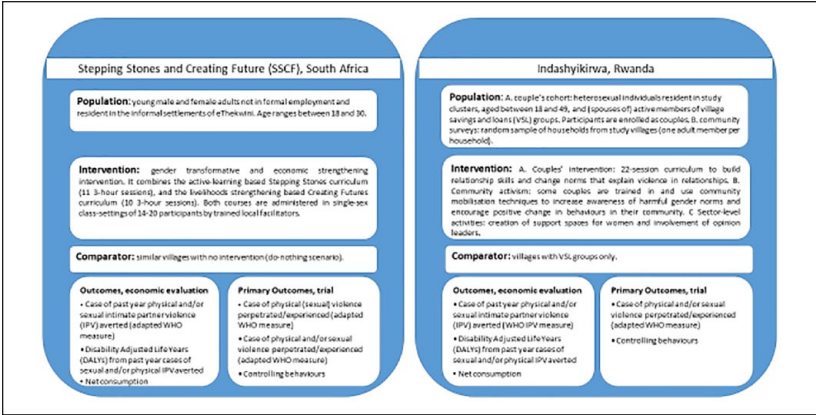 Stepping Stones and Creating Future (SSCF), South Africa
Population: young male and female adults not in formal employment and
resident in the informal settlements of eThekwini. Age ranges between 18 and 30.
Intervention: gender transformative and economic strengthening
intervention. It combines the active-learning based Stepping Stones curriculum
(11 3-hour sessions), and the livelihoods strengthening based Creating Futures
curriculum (10 3-hour sessions). Both courses are administered in single-sex
class-settings of 14-20 participants by trained local facilitators.
Comparator: similar villages with no intervention (do-nothing scenario).
Outcomes, economic evaluation
• Case of past year physical and/or
sexual intimate partner violence
(IPV) averted (adapted WHO
measure)
• Disability Adjusted Life Years
(DALYs) from past year cases of
sexual and/or physical IPV averted
• Net consumption
Primary Outcomes, trial
• Case of physical (sexual) violence
perpetrated/experienced (adapted
WHO measure)
• Case of physical and/or sexual
violence perpetrated/experienced
(adapted WHO measure)
• Controlling behaviours
Indashyikirwa, Rwanda
Population: A. couple's cohort: heterosexual individuals resident in study
clusters, aged between 18 and 49, and (spouses of) active members of village
savings and loans (VSL) groups. Participants are enrolled as couples. B. community
surveys: random sample of households from study villages (one adult member per
household).
Intervention: A. Couples' intervention: 22-session curriculum to build
relationship skills and change norms that explain violence in relationships. B.
Community activism: some couples are trained in and use community
mobilisation techniques to increase awareness of harmful gender norms and
encourage positive change in behaviours in their community. C Sector-level
activities: creation of support spaces for women and involvement of opinion
leaders.
Comparator: villages with VSL groups only.
Outcomes, economic evaluation
• Case of past year physical and/or
sexual intimate partner violence
(IPV) averted (WHO IPV measure)
• Disability Adjusted Life Years
(DALYs) from past year cases of
sexual and/or physical IPV averted
• Net consumption
Primary Outcomes, trial
• Case of physical and/or sexual
violence perpetrated/experienced
(adapted WHO measure)
• Controlling behaviours